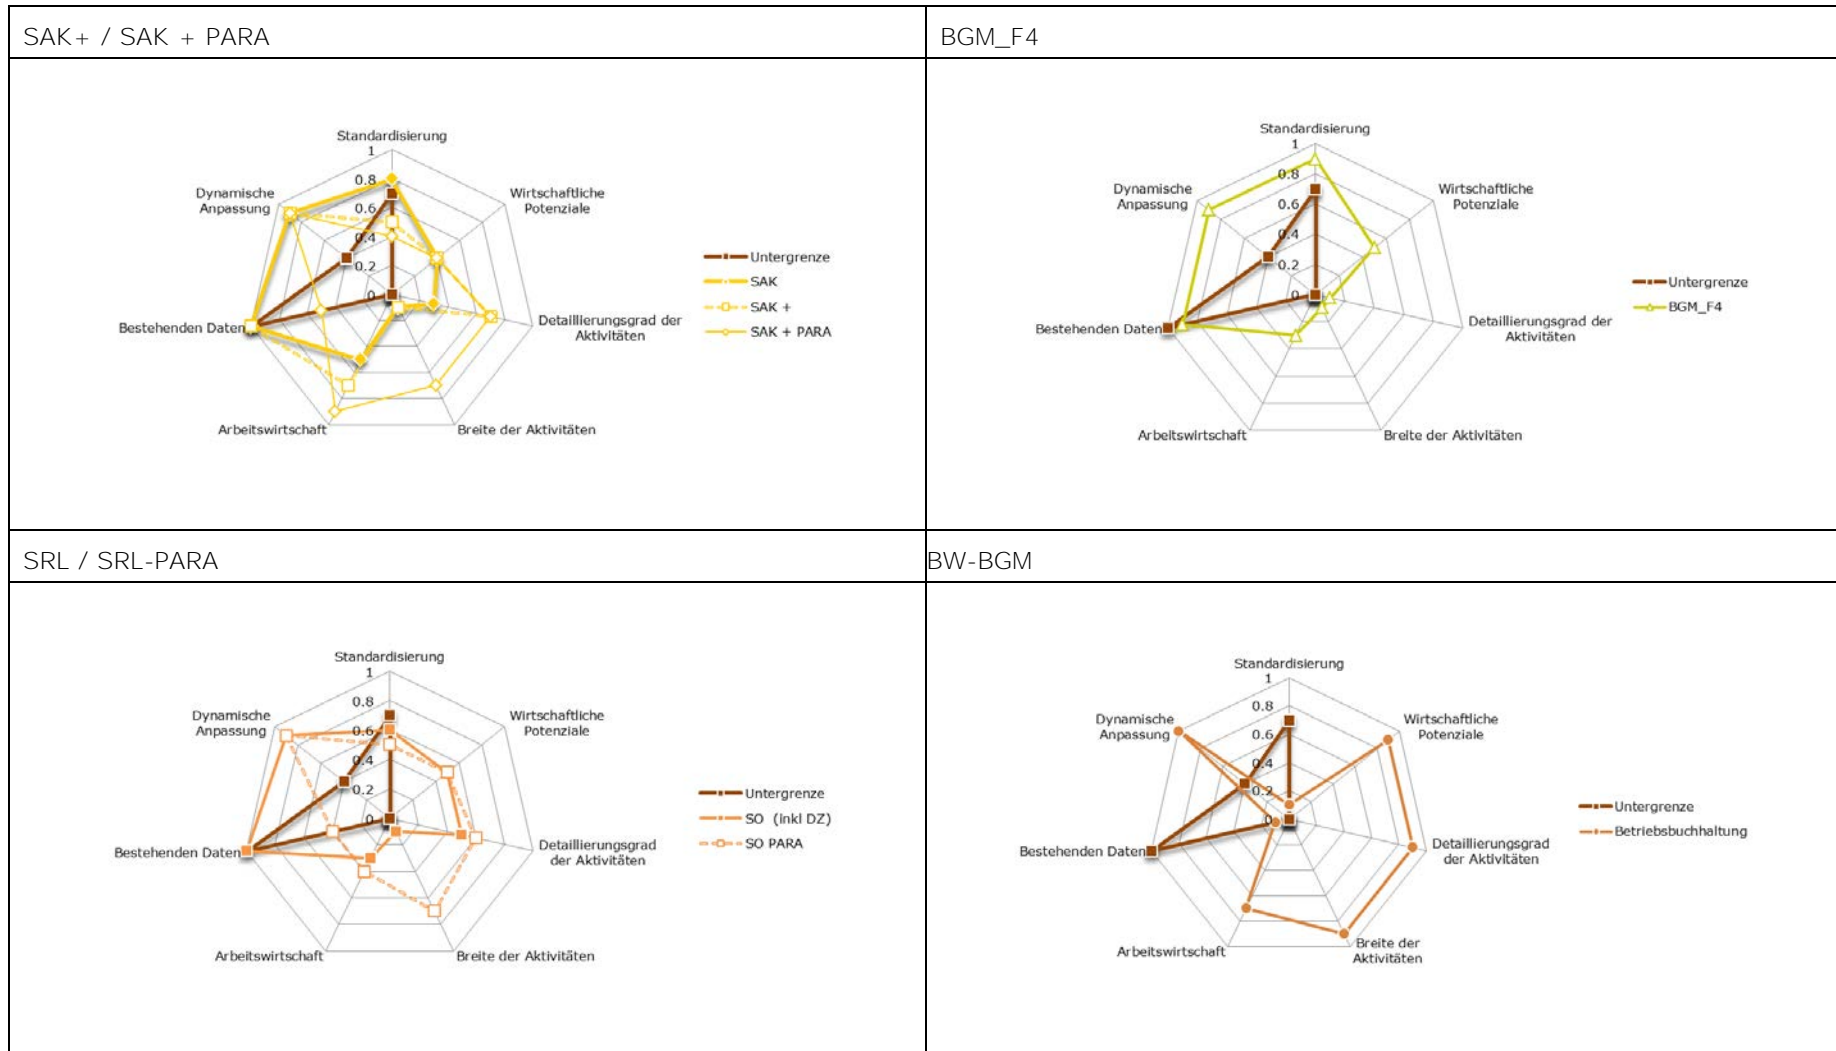 SAK+ / SAK + PARA
Standardisierung
1
0.8
0.6
0.4
0.2
0
Wirtschaftliche
Potenziale
Detaillierungsgrad der
Aktivitäten
Breite der Aktivitäten
Arbeitswirtschaft
Bestehenden Daten
Dynamische
Anpassung
Untergrenze
SAK
SAK +
SAK + PARA
BGM_F4
Standardisierung
1
0.8
0.6
0.4
0.2
0
Wirtschaftliche
Potenziale
Detaillierungsgrad der
Aktivitäten
Breite der Aktivitäten
Arbeitswirtschaft
Bestehenden Daten
Dynamische
Anpassung
Untergrenze
BGM_F4
SRL / SRL-PARA
Standardisierung
1
0.8
0.6
0.4
0.2
0
Wirtschaftliche
Potenziale
Detaillierungsgrad
der Aktivitäten
Breite der Aktivitäten
Arbeitswirtschaft
Bestehenden Daten
Dynamische
Anpassung
Untergrenze
SO (inkl DZ)
SO PARA
BW-BGM
Standardisierung
1
0.8
0.6
0.4
0.2
0
Wirtschaftliche
Potenziale
Detaillierungsgrad
der Aktivitäten
Breite der
Aktivitäten
Arbeitswirtschaft
Bestehenden Daten
Dynamische
Anpassung
Untergrenze
Betriebsbuchhaltung